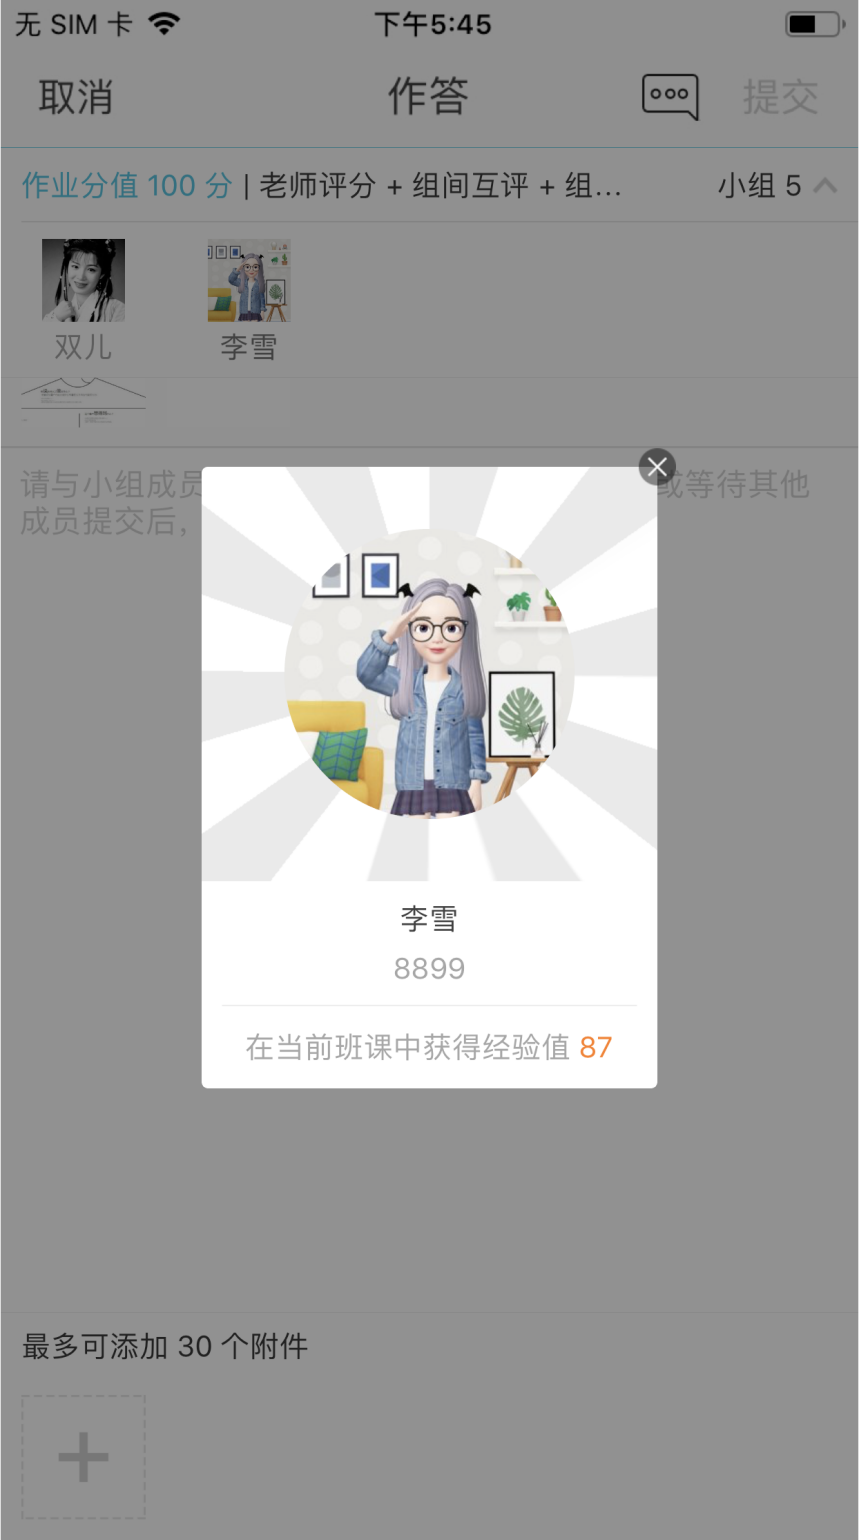 无 SIM 卡 下午5:45
取消 作答 提交
作业分值 100 分 | 老师评分 + 组间互评 + 组... 小组 5
双儿 李雪
请与小组成员 或等待其他
成员提交后，
李雪
8899
在当前班课中获得经验值 87
最多可添加 30 个附件